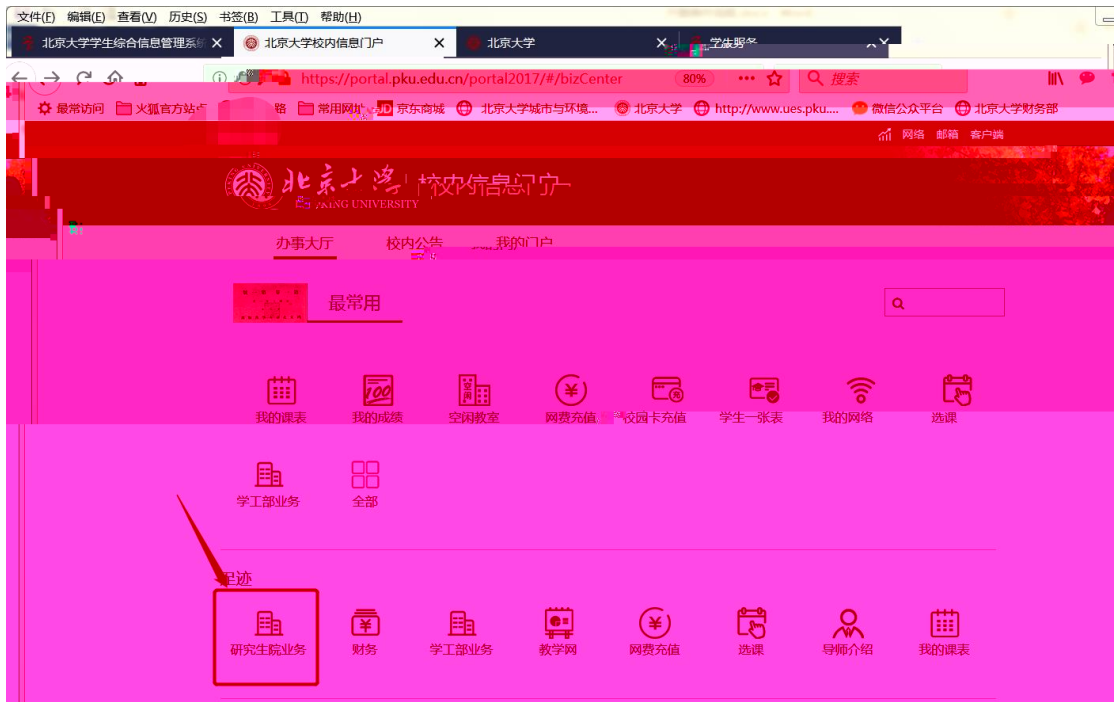 文件(F) 编辑(E) 查看(V) 历史(S) 书签(B) 工具(T) 帮助(H)
北京大学学生综合信息管理系统 北京大学校内信息门户 北京大学 学生服务
https://portal.pku.edu.cn/portal2017/#/bizCenter 80% 搜索
最常访问 火狐官方站点 路 常用网址 JD 京东商城 北京大学城市与环境... 北京大学 http://www.ues.pku.... 微信公众平台 北京大学财务部
网络 邮箱 客户端
北京大学 校内信息门户
PEKING UNIVERSITY
办事大厅 校内公告 我的门户
最常用
我的课表 我的成绩 空闲教室 网费充值 校园卡充值 学生一张表 我的网络 选课
学工部业务 全部
足迹
研究生院业务 财务 学工部业务 教学网 网费充值 选课 导师介绍 我的课表